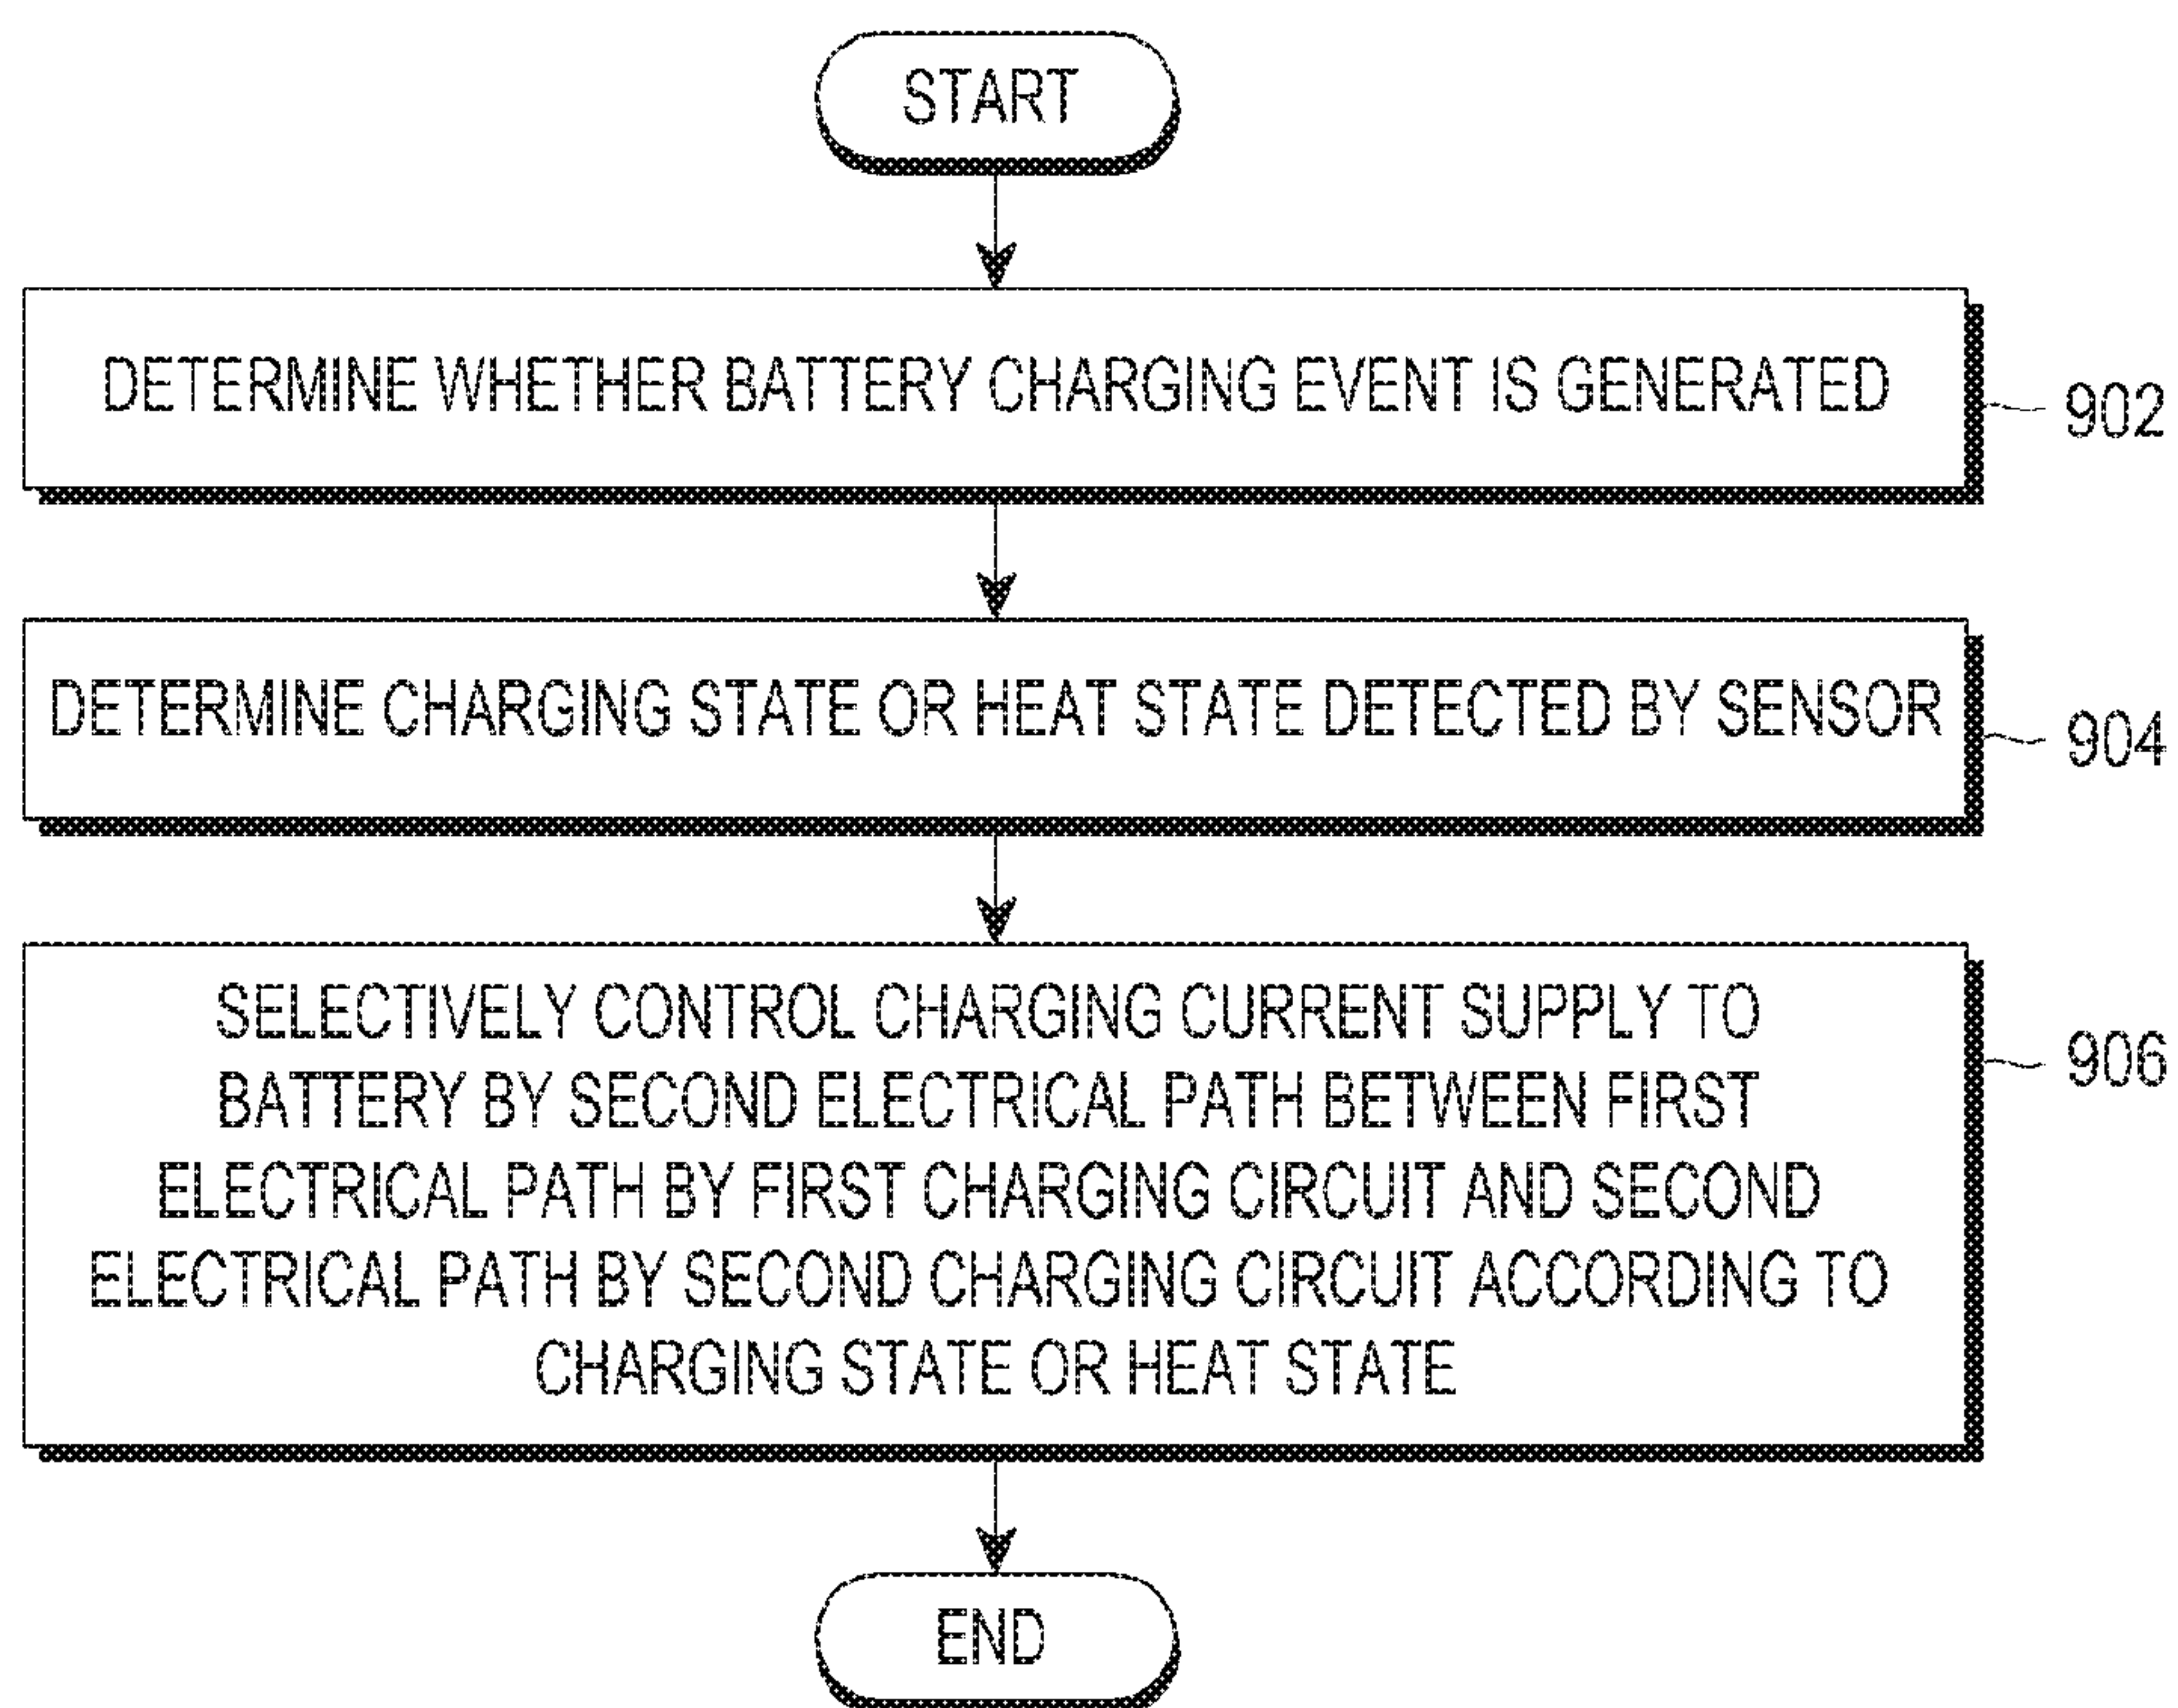 START
DETERMINE WHETHER BATTERY CHARGING EVENT IS GENERATED
902
DETERMINE CHARGING STATE OR HEAT STATE DETECTED BY SENSOR
904
SELECTIVELY CONTROL CHARGING CURRENT SUPPLY TO
BATTERY BY SECOND ELECTRICAL PATH BETWEEN FIRST
ELECTRICAL PATH BY FIRST CHARGING CIRCUIT AND SECOND
ELECTRICAL PATH BY SECOND CHARGING CIRCUIT ACCORDING TO
CHARGING STATE OR HEAT STATE
906
END